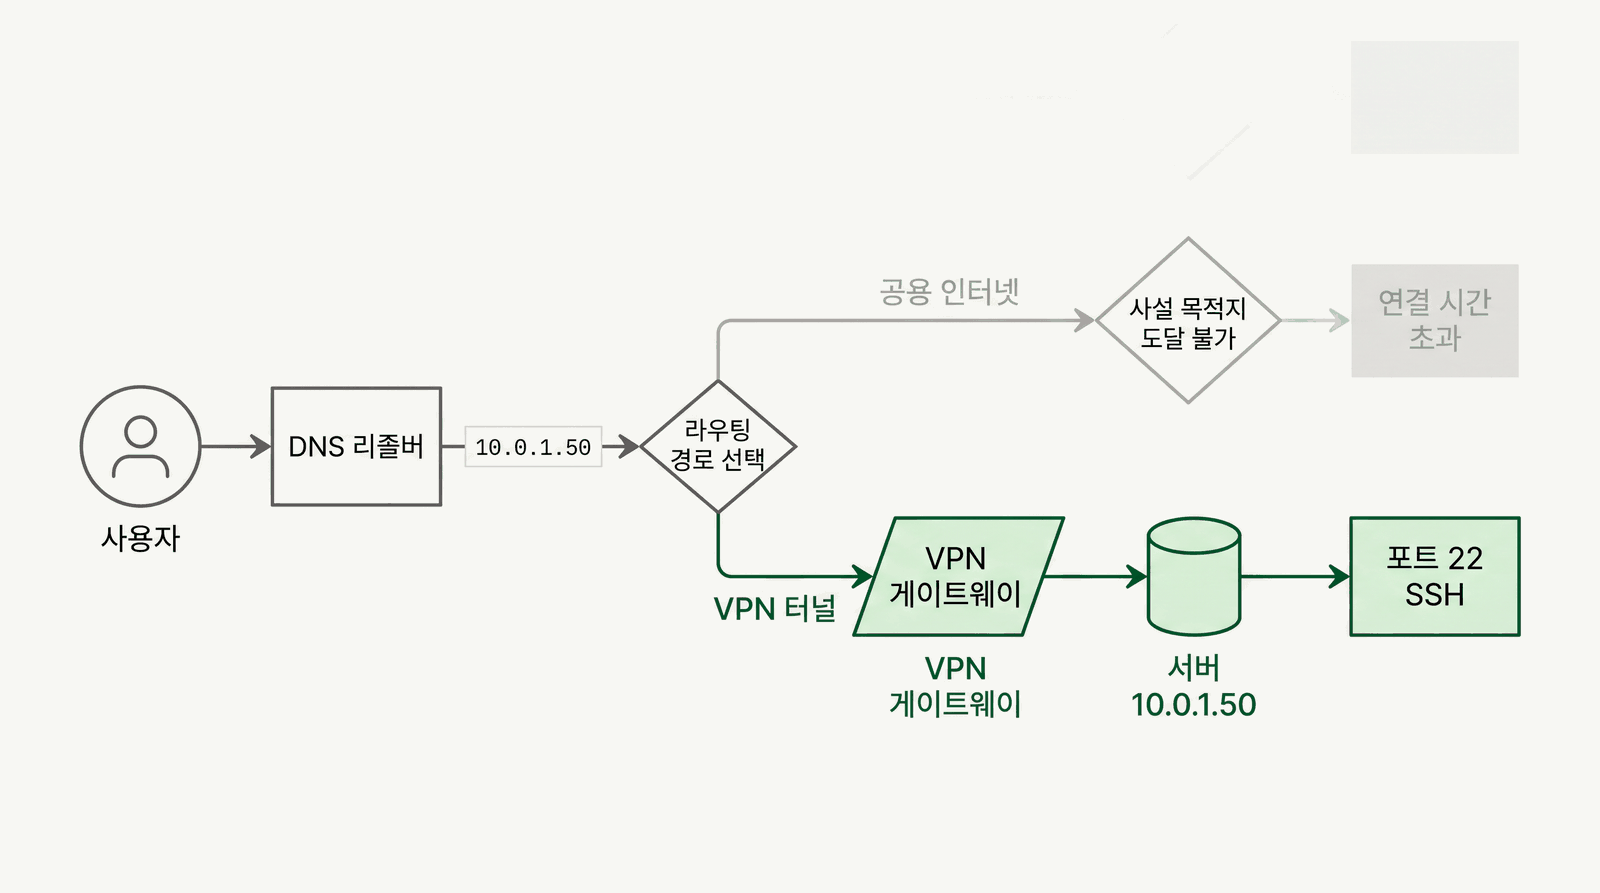 사용자
DNS 리졸버
10.0.1.50
라우팅
경로 선택
공용 인터넷
사설 목적지
도달 불가
연결 시간
초과
VPN 터널
VPN
게이트웨이
VPN
게이트웨이
서버
10.0.1.50
포트 22
SSH